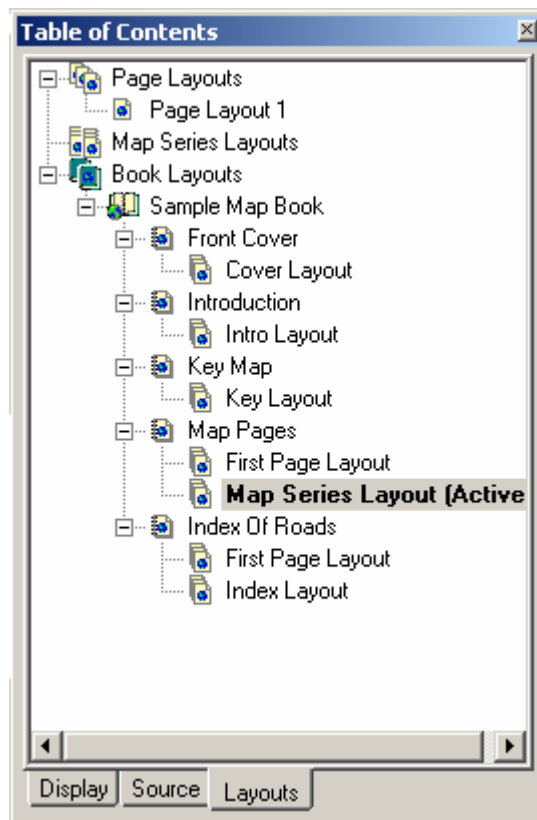 Table of Contents
Page Layouts
Page Layout 1
Map Series Layouts
Book Layouts
Sample Map Book
Front Cover
Cover Layout
Introduction
Intro Layout
Key Map
Key Layout
Map Pages
First Page Layout
Map Series Layout (Active
Index Of Roads
First Page Layout
Index Layout
Display Source Layouts